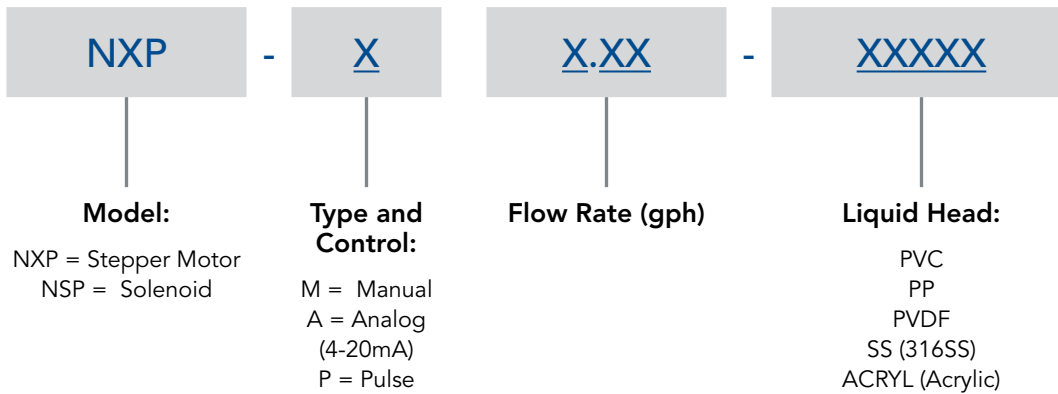 NXP - X X.XX - XXXXX
Model:
NXP = Stepper Motor
NSP = Solenoid
Type and
Control:
M = Manual
A = Analog
(4-20mA)
P = Pulse
Flow Rate (gph)
Liquid Head:
PVC
PP
PVDF
SS (316SS)
ACRYL (Acrylic)